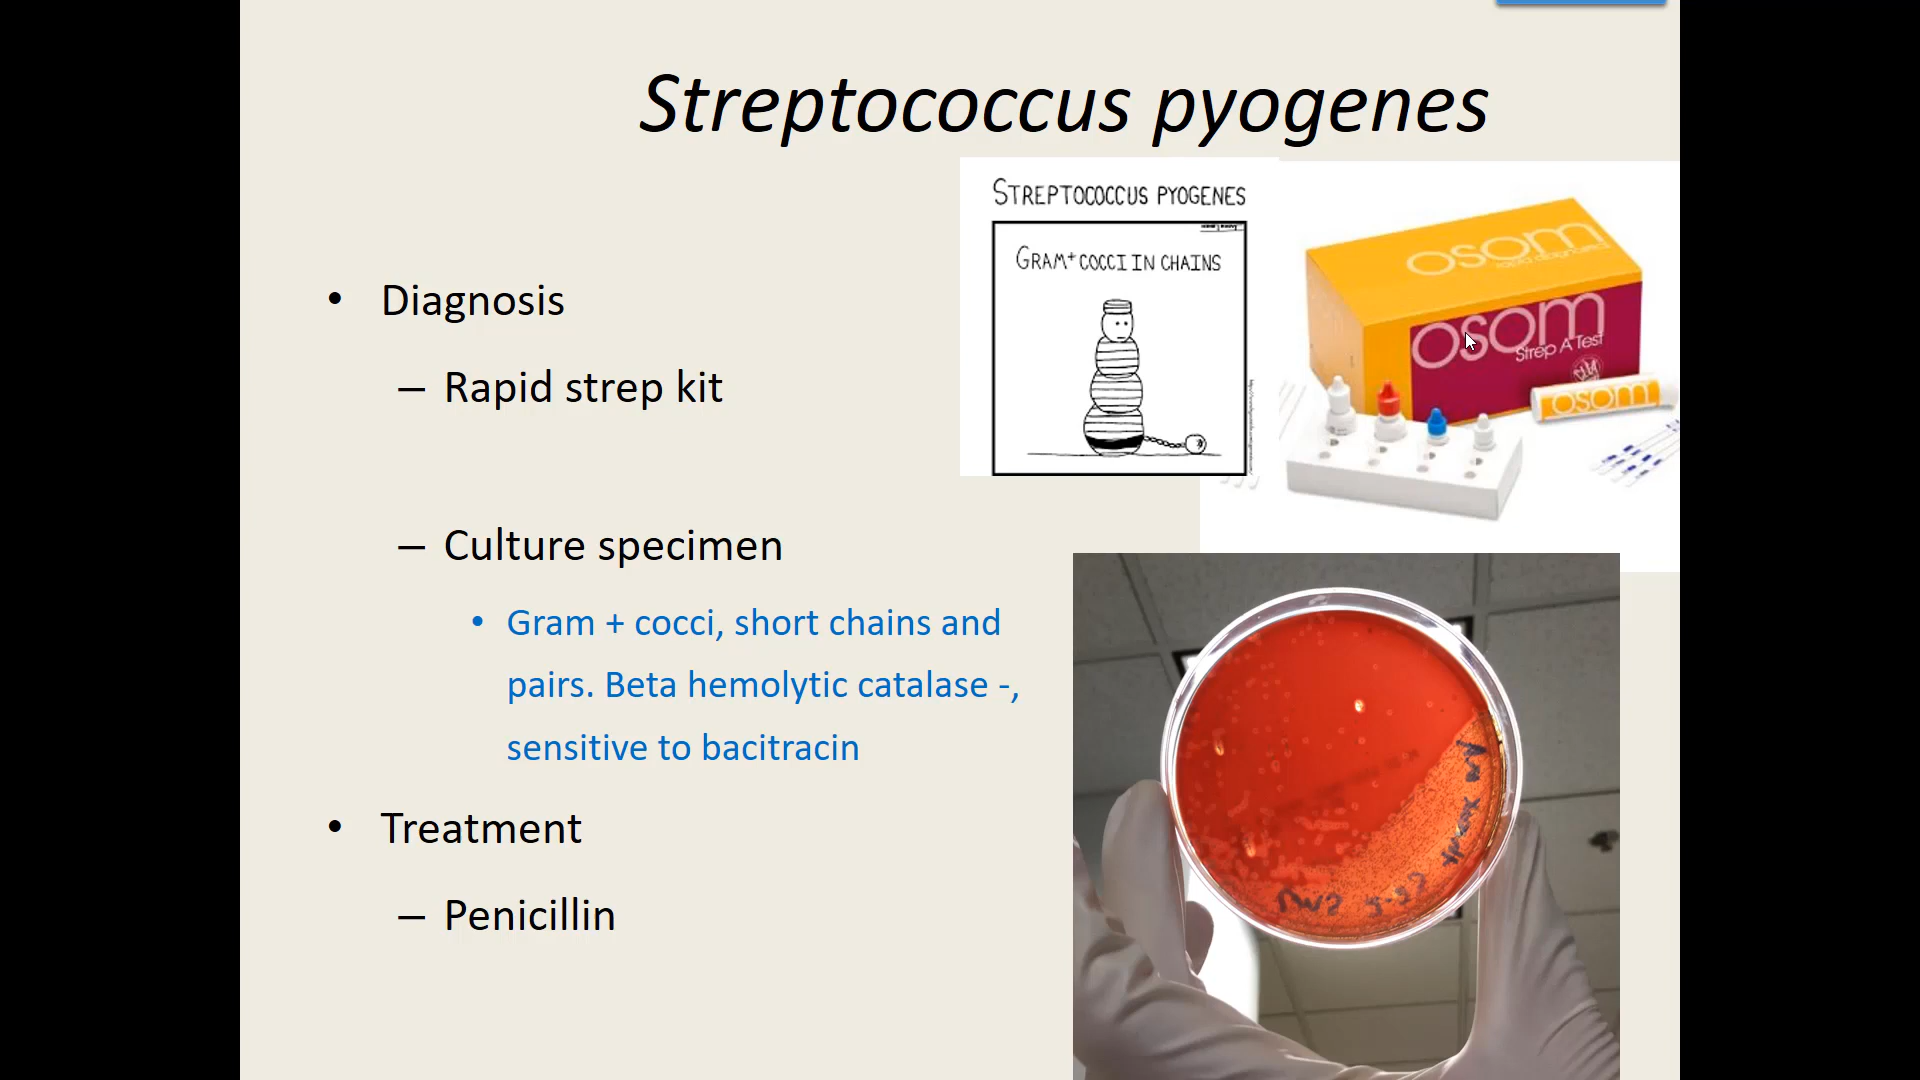 Streptococcus pyogenes
STREPTOCOCCUS PYOGENES
GRAM+ COCCI IN CHAINS
osom
osom
Strep A Test
osom
• Diagnosis
– Rapid strep kit
– Culture specimen
• Gram + cocci, short chains and
pairs. Beta hemolytic catalase -,
sensitive to bacitracin
• Treatment
– Penicillin